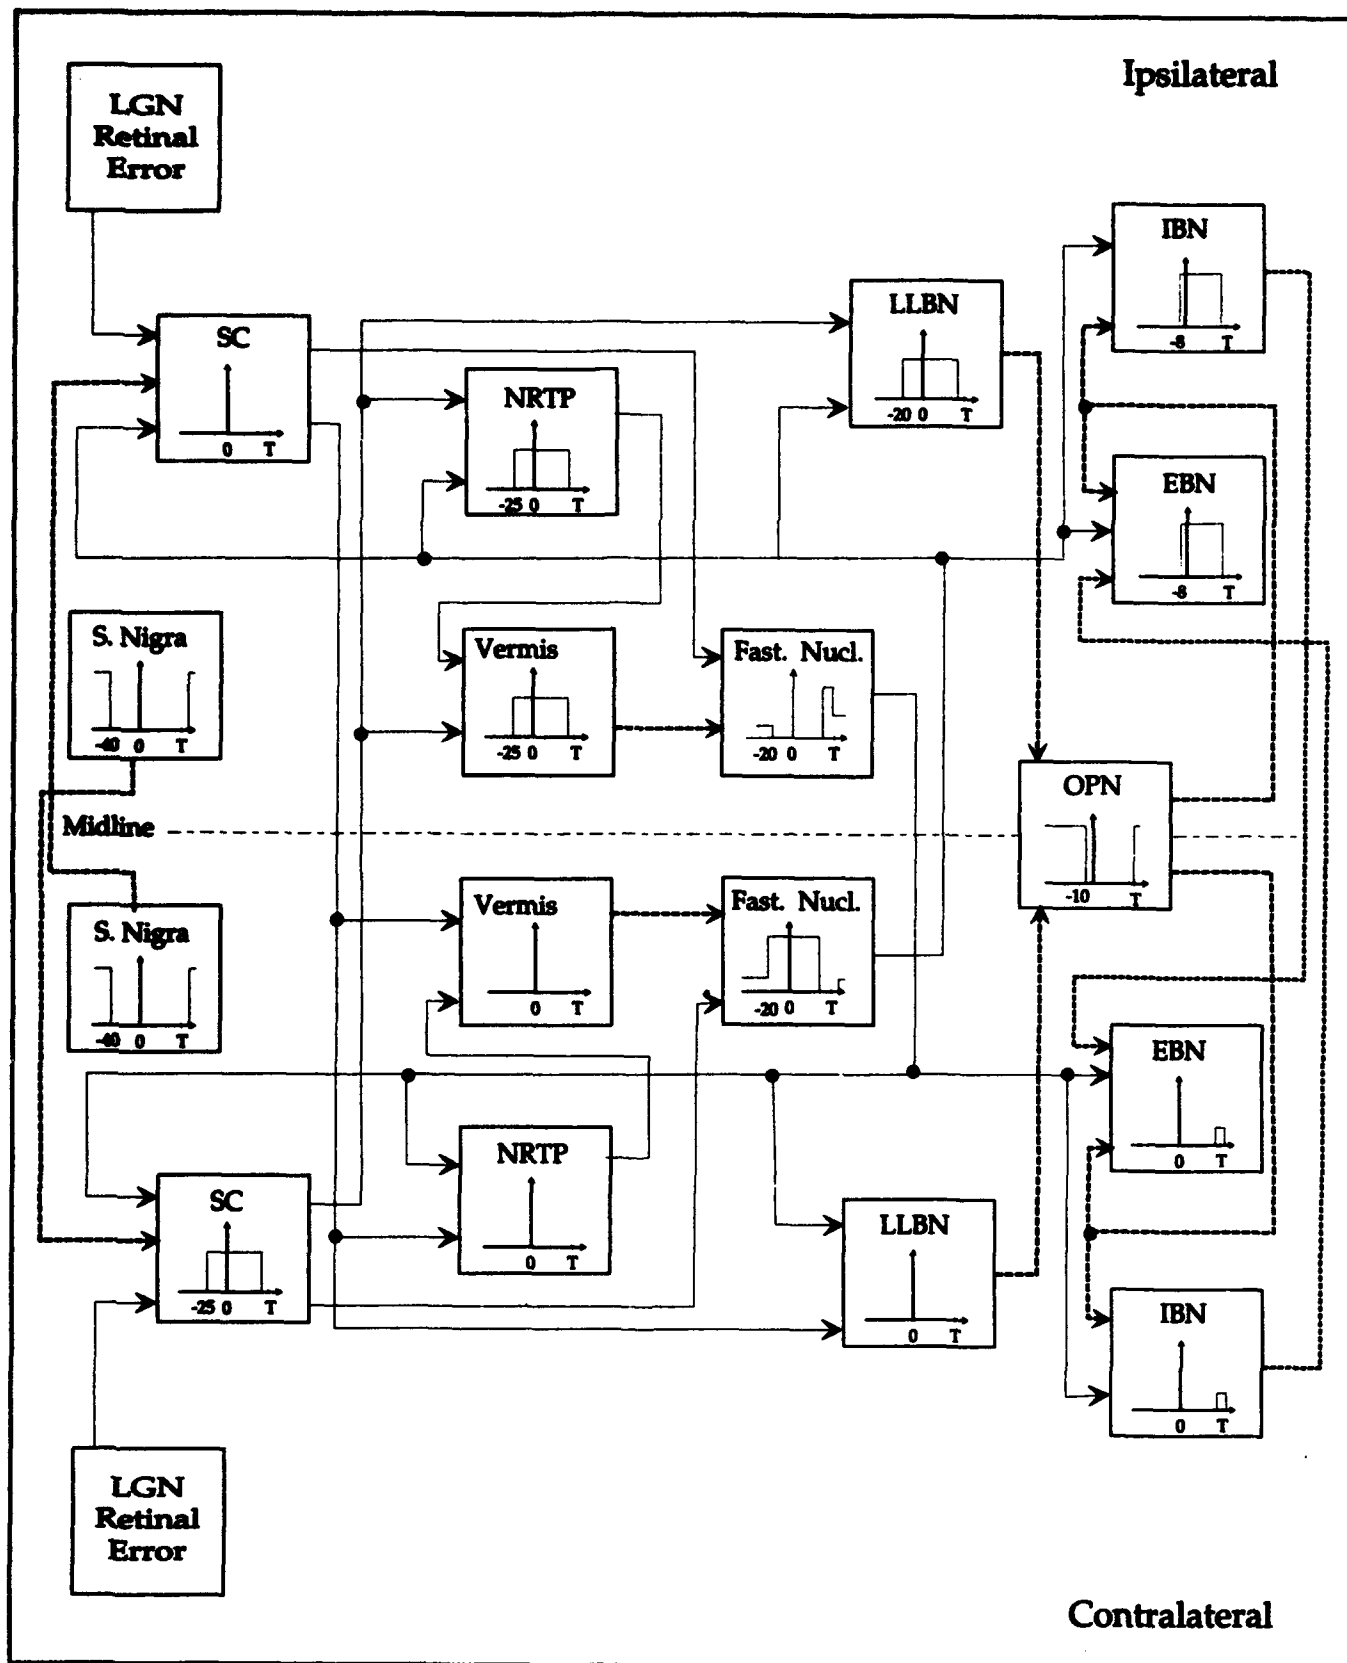 Ipsilateral
LGN
Retinal
Error
IBN
-8 T
LLBN
-20 0 T
SC
0 T
NRTP
-25 0 T
EBN
-8 T
S. Nigra
-40 0 T
Vermis
-25 0 T
Fast. Nucl.
-20 0 T
OPN
-10 T
Midline
Vermis
0 T
Fast. Nucl.
-20 0 T
S. Nigra
-40 0 T
EBN
0 T
NRTP
0 T
SC
-25 0 T
LLBN
0 T
IBN
0 T
LGN
Retinal
Error
Contralateral